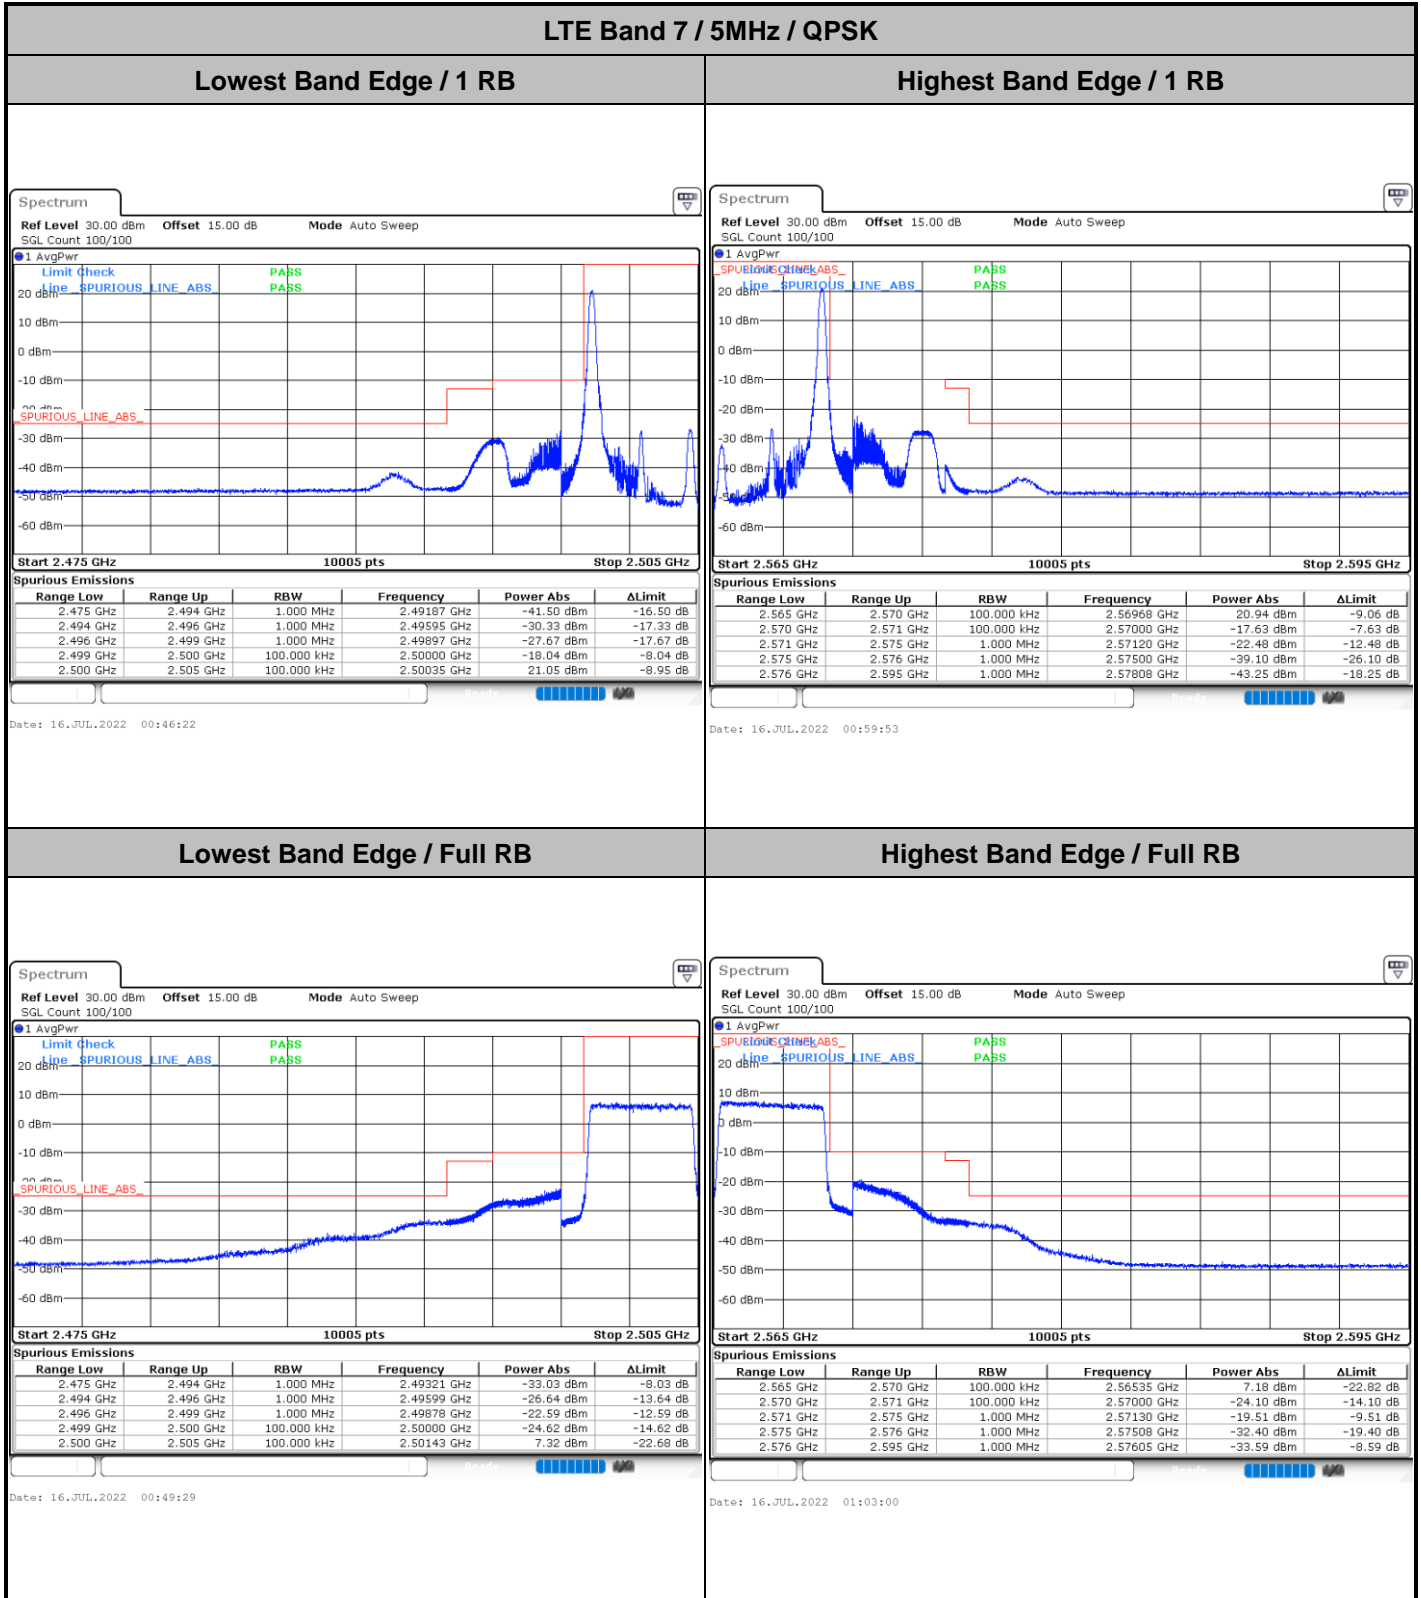 LTE Band 7 / 5MHz / QPSK
Lowest Band Edge / 1 RB
Highest Band Edge / 1 RB
Spectrum
Ref Level 30.00 dBm Offset 15.00 dB Mode Auto Sweep
SGL Count 100/100
1 AvgPwr
Limit Check PASS
Line _SPURIOUS_LINE_ABS_ PASS
20 dBm
10 dBm
0 dBm
-10 dBm
-20 dBm
_SPURIOUS_LINE_ABS_
-30 dBm
-40 dBm
-50 dBm
-60 dBm
Start 2.475 GHz 10005 pts Stop 2.505 GHz
Spurious Emissions
Range Low Range Up RBW Frequency Power Abs ΔLimit
2.475 GHz 2.494 GHz 1.000 MHz 2.49187 GHz -41.50 dBm -16.50 dB
2.494 GHz 2.496 GHz 1.000 MHz 2.49595 GHz -30.33 dBm -17.33 dB
2.496 GHz 2.499 GHz 1.000 MHz 2.49897 GHz -27.67 dBm -17.67 dB
2.499 GHz 2.500 GHz 100.000 kHz 2.50000 GHz -18.04 dBm -8.04 dB
2.500 GHz 2.505 GHz 100.000 kHz 2.50035 GHz 21.05 dBm -8.95 dB
Ready
Date: 16.JUL.2022 00:46:22
Spectrum
Ref Level 30.00 dBm Offset 15.00 dB Mode Auto Sweep
SGL Count 100/100
1 AvgPwr
_SPURIOUS_LINE_ABS_
Limit Check PASS
Line _SPURIOUS_LINE_ABS_ PASS
20 dBm
10 dBm
0 dBm
-10 dBm
-20 dBm
-30 dBm
-40 dBm
-50 dBm
-60 dBm
Start 2.565 GHz 10005 pts Stop 2.595 GHz
Spurious Emissions
Range Low Range Up RBW Frequency Power Abs ΔLimit
2.565 GHz 2.570 GHz 100.000 kHz 2.56968 GHz 20.94 dBm -9.06 dB
2.570 GHz 2.571 GHz 100.000 kHz 2.57000 GHz -17.63 dBm -7.63 dB
2.571 GHz 2.575 GHz 1.000 MHz 2.57120 GHz -22.48 dBm -12.48 dB
2.575 GHz 2.576 GHz 1.000 MHz 2.57500 GHz -39.10 dBm -26.10 dB
2.576 GHz 2.595 GHz 1.000 MHz 2.57808 GHz -43.25 dBm -18.25 dB
Ready
Date: 16.JUL.2022 00:59:53
Lowest Band Edge / Full RB
Highest Band Edge / Full RB
Spectrum
Ref Level 30.00 dBm Offset 15.00 dB Mode Auto Sweep
SGL Count 100/100
1 AvgPwr
Limit Check PASS
Line _SPURIOUS_LINE_ABS_ PASS
20 dBm
10 dBm
0 dBm
-10 dBm
-20 dBm
_SPURIOUS_LINE_ABS_
-30 dBm
-40 dBm
-50 dBm
-60 dBm
Start 2.475 GHz 10005 pts Stop 2.505 GHz
Spurious Emissions
Range Low Range Up RBW Frequency Power Abs ΔLimit
2.475 GHz 2.494 GHz 1.000 MHz 2.49321 GHz -33.03 dBm -8.03 dB
2.494 GHz 2.496 GHz 1.000 MHz 2.49599 GHz -26.64 dBm -13.64 dB
2.496 GHz 2.499 GHz 1.000 MHz 2.49878 GHz -22.59 dBm -12.59 dB
2.499 GHz 2.500 GHz 100.000 kHz 2.50000 GHz -24.62 dBm -14.62 dB
2.500 GHz 2.505 GHz 100.000 kHz 2.50143 GHz 7.32 dBm -22.68 dB
Ready
Date: 16.JUL.2022 00:49:29
Spectrum
Ref Level 30.00 dBm Offset 15.00 dB Mode Auto Sweep
SGL Count 100/100
1 AvgPwr
_SPURIOUS_LINE_ABS_
Limit Check PASS
Line _SPURIOUS_LINE_ABS_ PASS
20 dBm
10 dBm
0 dBm
-10 dBm
-20 dBm
-30 dBm
-40 dBm
-50 dBm
-60 dBm
Start 2.565 GHz 10005 pts Stop 2.595 GHz
Spurious Emissions
Range Low Range Up RBW Frequency Power Abs ΔLimit
2.565 GHz 2.570 GHz 100.000 kHz 2.56535 GHz 7.18 dBm -22.82 dB
2.570 GHz 2.571 GHz 100.000 kHz 2.57000 GHz -24.10 dBm -14.10 dB
2.571 GHz 2.575 GHz 1.000 MHz 2.57130 GHz -19.51 dBm -9.51 dB
2.575 GHz 2.576 GHz 1.000 MHz 2.57508 GHz -32.40 dBm -19.40 dB
2.576 GHz 2.595 GHz 1.000 MHz 2.57605 GHz -33.59 dBm -8.59 dB
Ready
Date: 16.JUL.2022 01:03:00